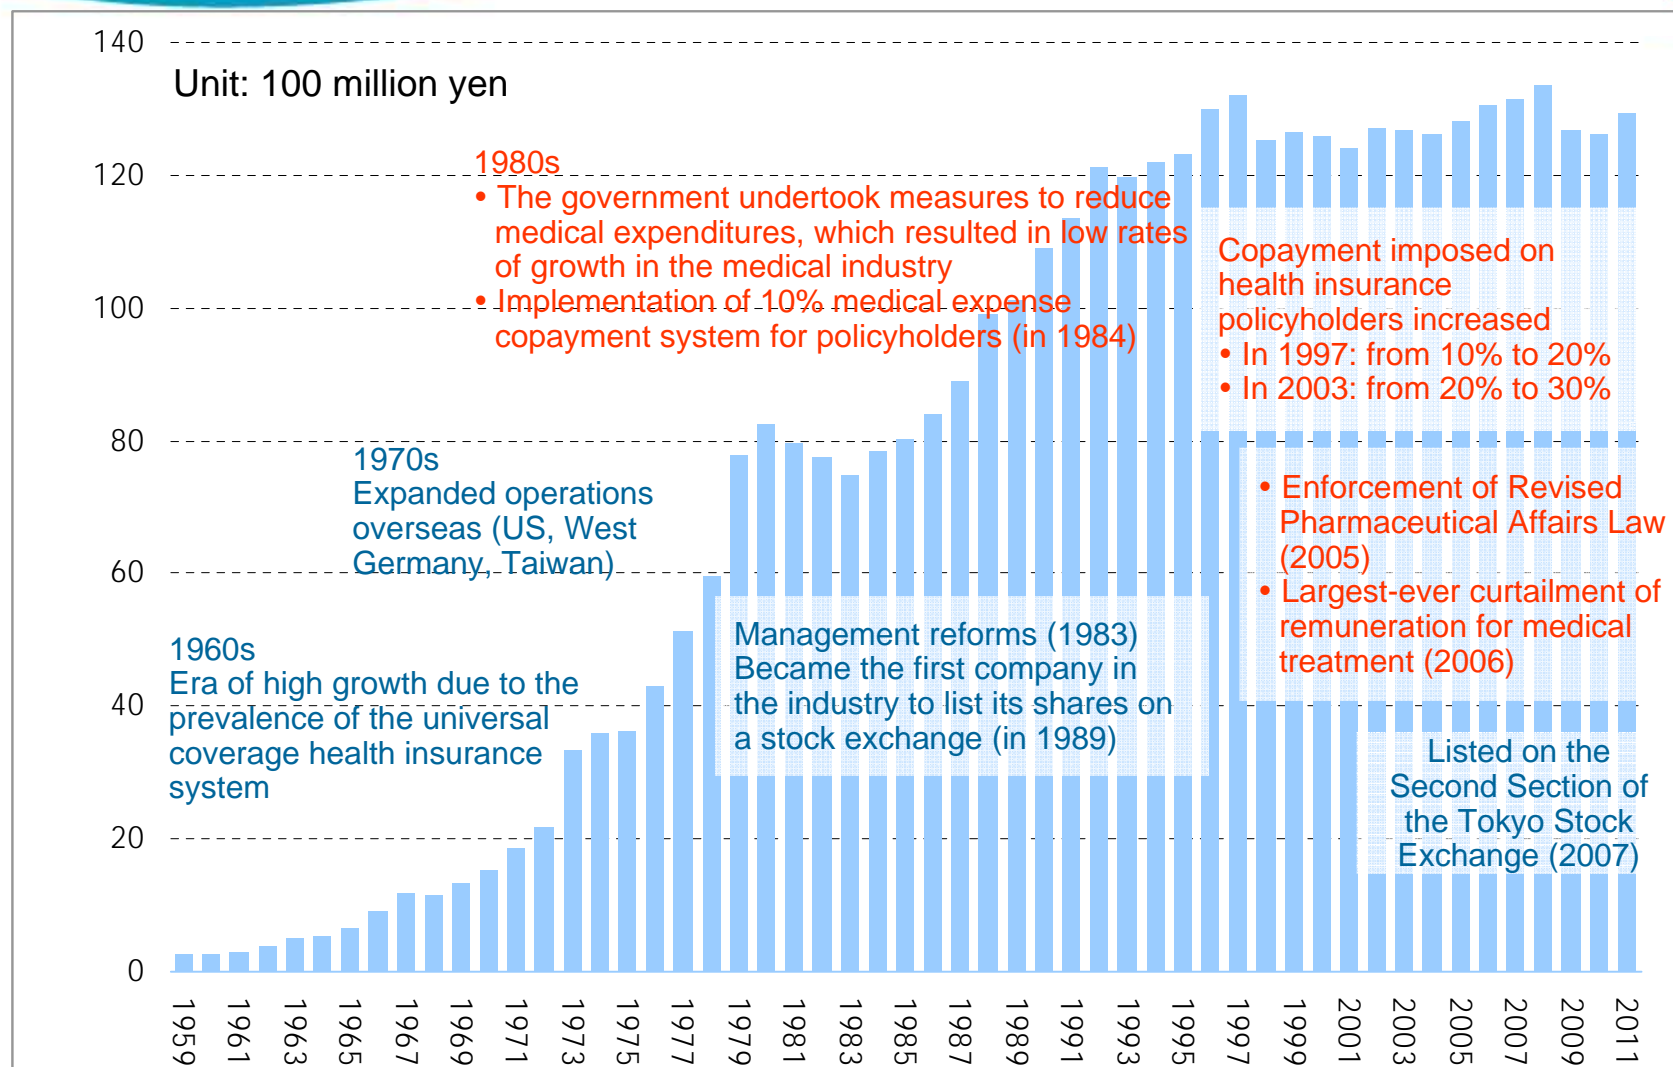 140
Unit: 100 million yen
120
100
80
60
40
20
0
1980s
• The government undertook measures to reduce
medical expenditures, which resulted in low rates
of growth in the medical industry
• Implementation of 10% medical expense
copayment system for policyholders (in 1984)
Copayment imposed on
health insurance
policyholders increased
• In 1997: from 10% to 20%
• In 2003: from 20% to 30%
1970s
Expanded operations
overseas (US, West
Germany, Taiwan)
• Enforcement of Revised
Pharmaceutical Affairs Law
(2005)
• Largest-ever curtailment of
remuneration for medical
treatment (2006)
1960s
Era of high growth due to the
prevalence of the universal
coverage health insurance
system
Management reforms (1983)
Became the first company in
the industry to list its shares on
a stock exchange (in 1989)
Listed on the
Second Section of
the Tokyo Stock
Exchange (2007)
1959
1961
1963
1965
1967
1969
1971
1973
1975
1977
1979
1981
1983
1985
1987
1989
1991
1993
1995
1997
1999
2001
2003
2005
2007
2009
2011